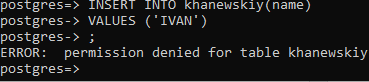 postgres=> INSERT INTO khanewskiy(name)
postgres-> VALUES ('IVAN')
postgres-> ;
ERROR:  permission denied for table khanewskiy
postgres=>